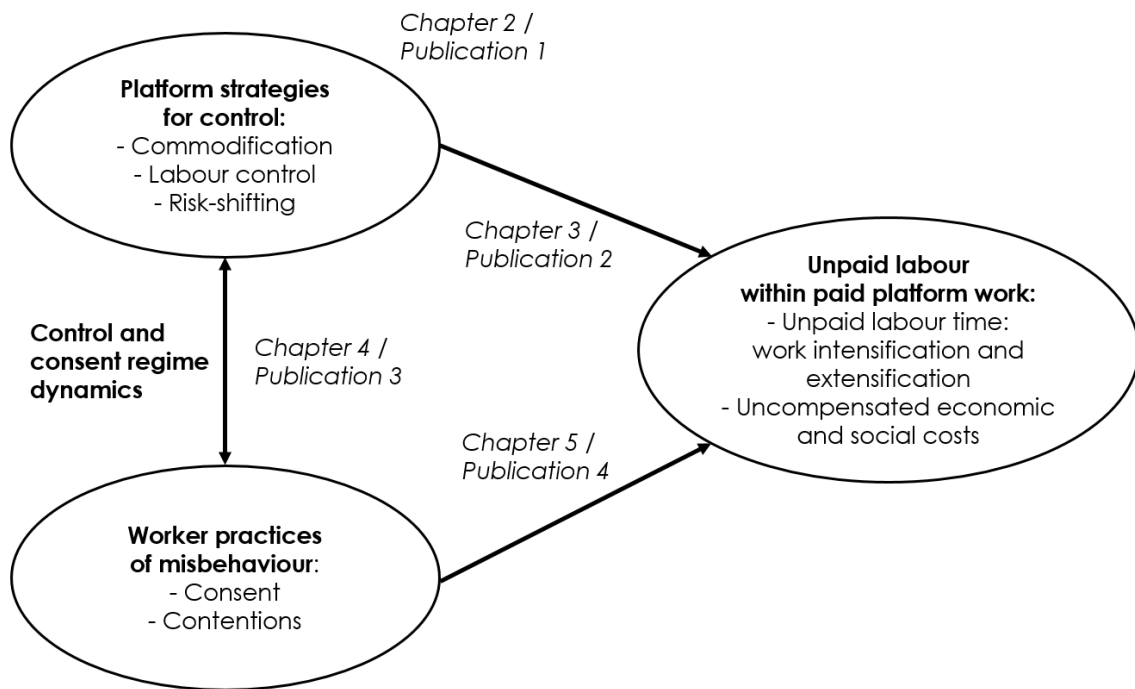 Chapter 2 /
Publication 1
Platform strategies
for control:
- Commodification
- Labour control
- Risk-shifting
Chapter 3 /
Publication 2
Unpaid labour
within paid platform work:
- Unpaid labour time:
work intensification and
extensification
- Uncompensated economic
and social costs
Control and
consent regime
dynamics
Chapter 4 /
Publication 3
Chapter 5 /
Publication 4
Worker practices
of misbehaviour:
- Consent
- Contentions